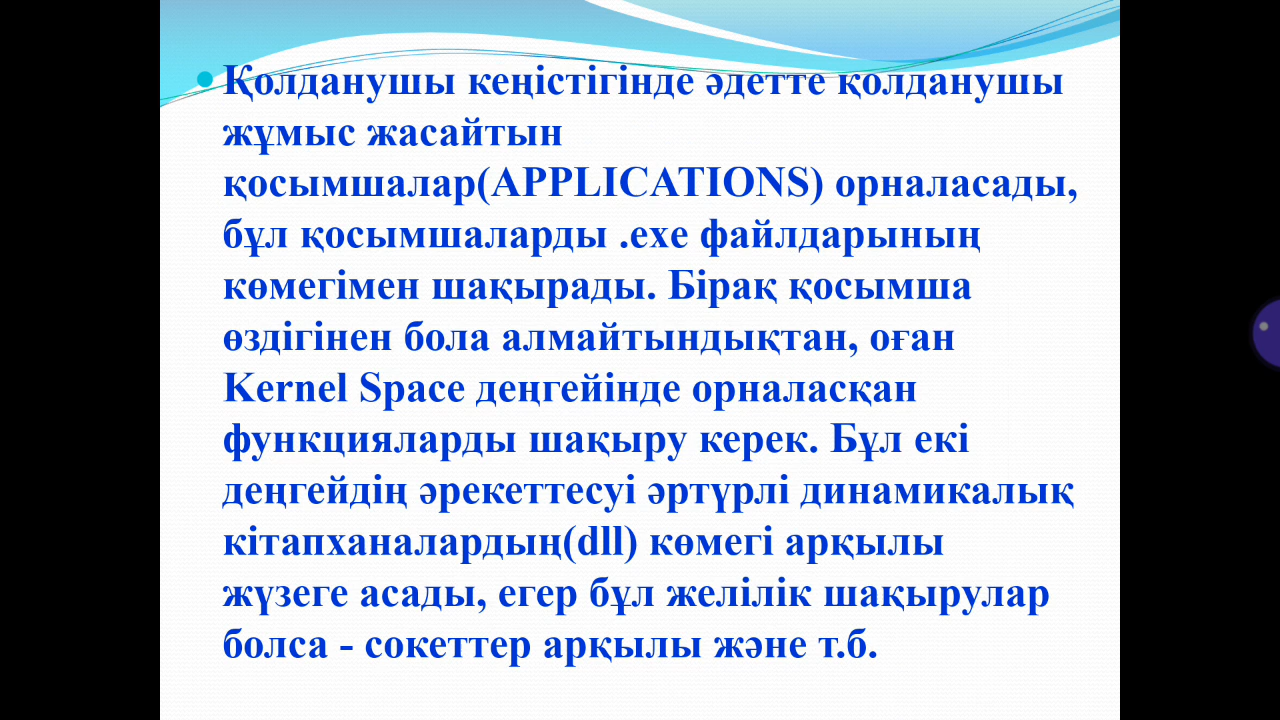 Қолданушы кеңістігінде әдетте қолданушы
жұмыс жасайтын
қосымшалар(APPLICATIONS) орналасады,
бұл қосымшаларды .exe файлдарының
көмегімен шақырады. Бірақ қосымша
өздігінен бола алмайтындықтан, оған
Kernel Space деңгейінде орналасқан
функцияларды шақыру керек. Бұл екі
деңгейдің әрекеттесуі әртүрлі динамикалық
кітапханалардың(dll) көмегі арқылы
жүзеге асады, егер бұл желілік шақырулар
болса - сокеттер арқылы және т.б.